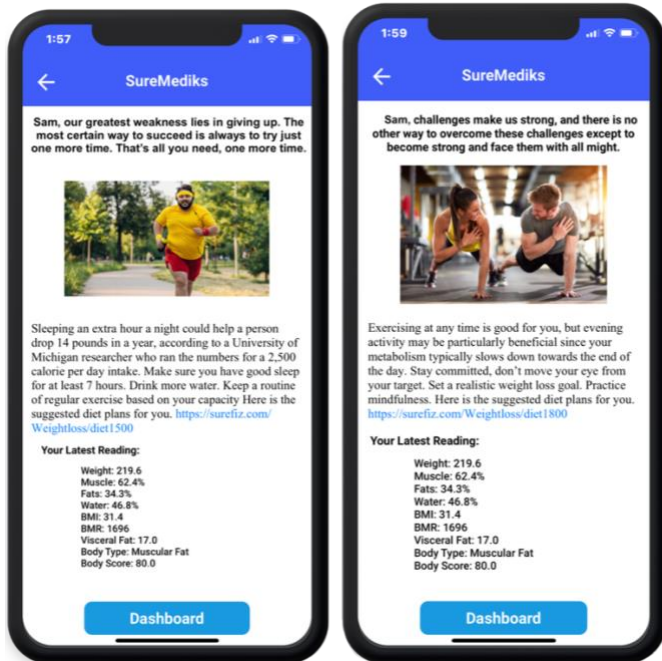 1:57
SureMediks
Sam, our greatest weakness lies in giving up. The
most certain way to succeed is always to try just
one more time. That's all you need, one more time.
Sleeping an extra hour a night could help a person
drop 14 pounds in a year, according to a University of
Michigan researcher who ran the numbers for a 2,500
calorie per day intake. Make sure you have good sleep
for at least 7 hours. Drink more water. Keep a routine
of regular exercise based on your capacity Here is the
suggested diet plans for you. https://surefiz.com/
Weightloss/diet1500
Your Latest Reading:
Weight: 219.6
Muscle: 62.4%
Fats: 34.3%
Water: 46.8%
BMI: 31.4
BMR: 1696
Visceral Fat: 17.0
Body Type: Muscular Fat
Body Score: 80.0
Dashboard
1:59
SureMediks
Sam, challenges make us strong, and there is no
other way to overcome these challenges except to
become strong and face them with all might.
Exercising at any time is good for you, but evening
activity may be particularly beneficial since your
metabolism typically slows down towards the end of
the day. Stay committed, don't move your eye from
your target. Set a realistic weight loss goal. Practice
mindfulness. Here is the suggested diet plans for you.
https://surefiz.com/Weightloss/diet1800
Your Latest Reading:
Weight: 219.6
Muscle: 62.4%
Fats: 34.3%
Water: 46.8%
BMI: 31.4
BMR: 1696
Visceral Fat: 17.0
Body Type: Muscular Fat
Body Score: 80.0
Dashboard